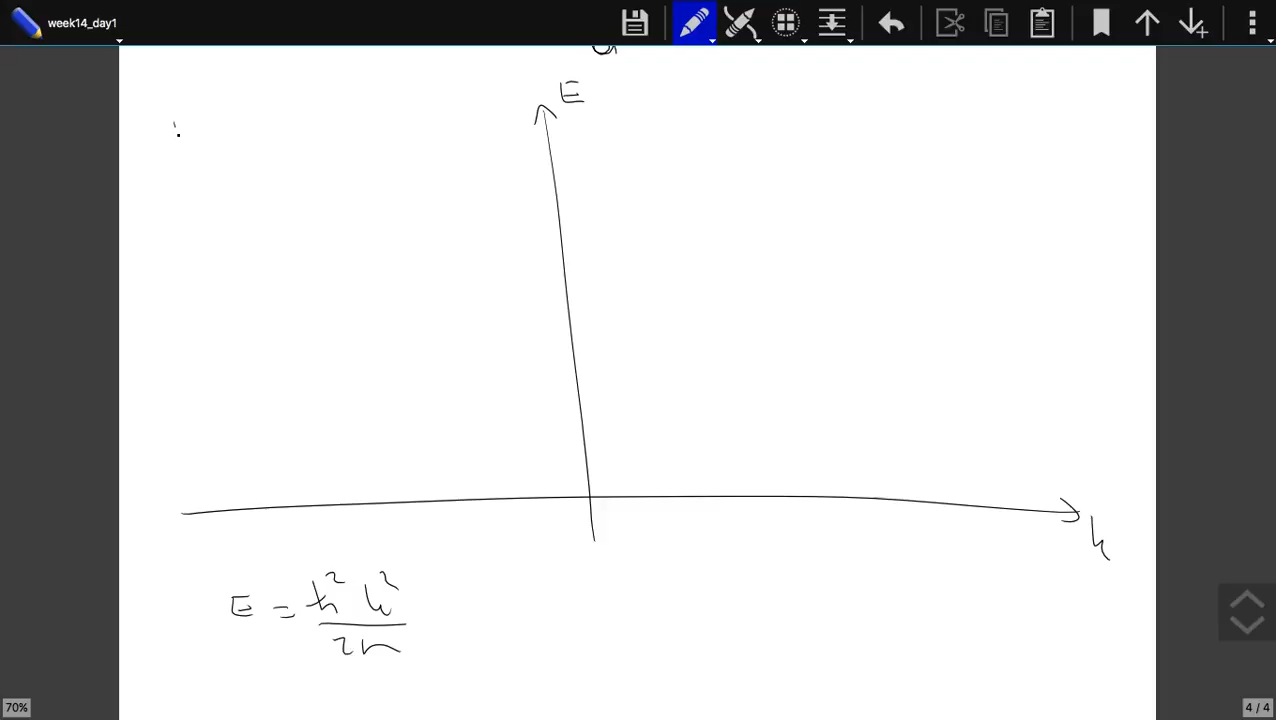 week14_day1
E
k
E = ħ² k²
2m
70%
4 / 4